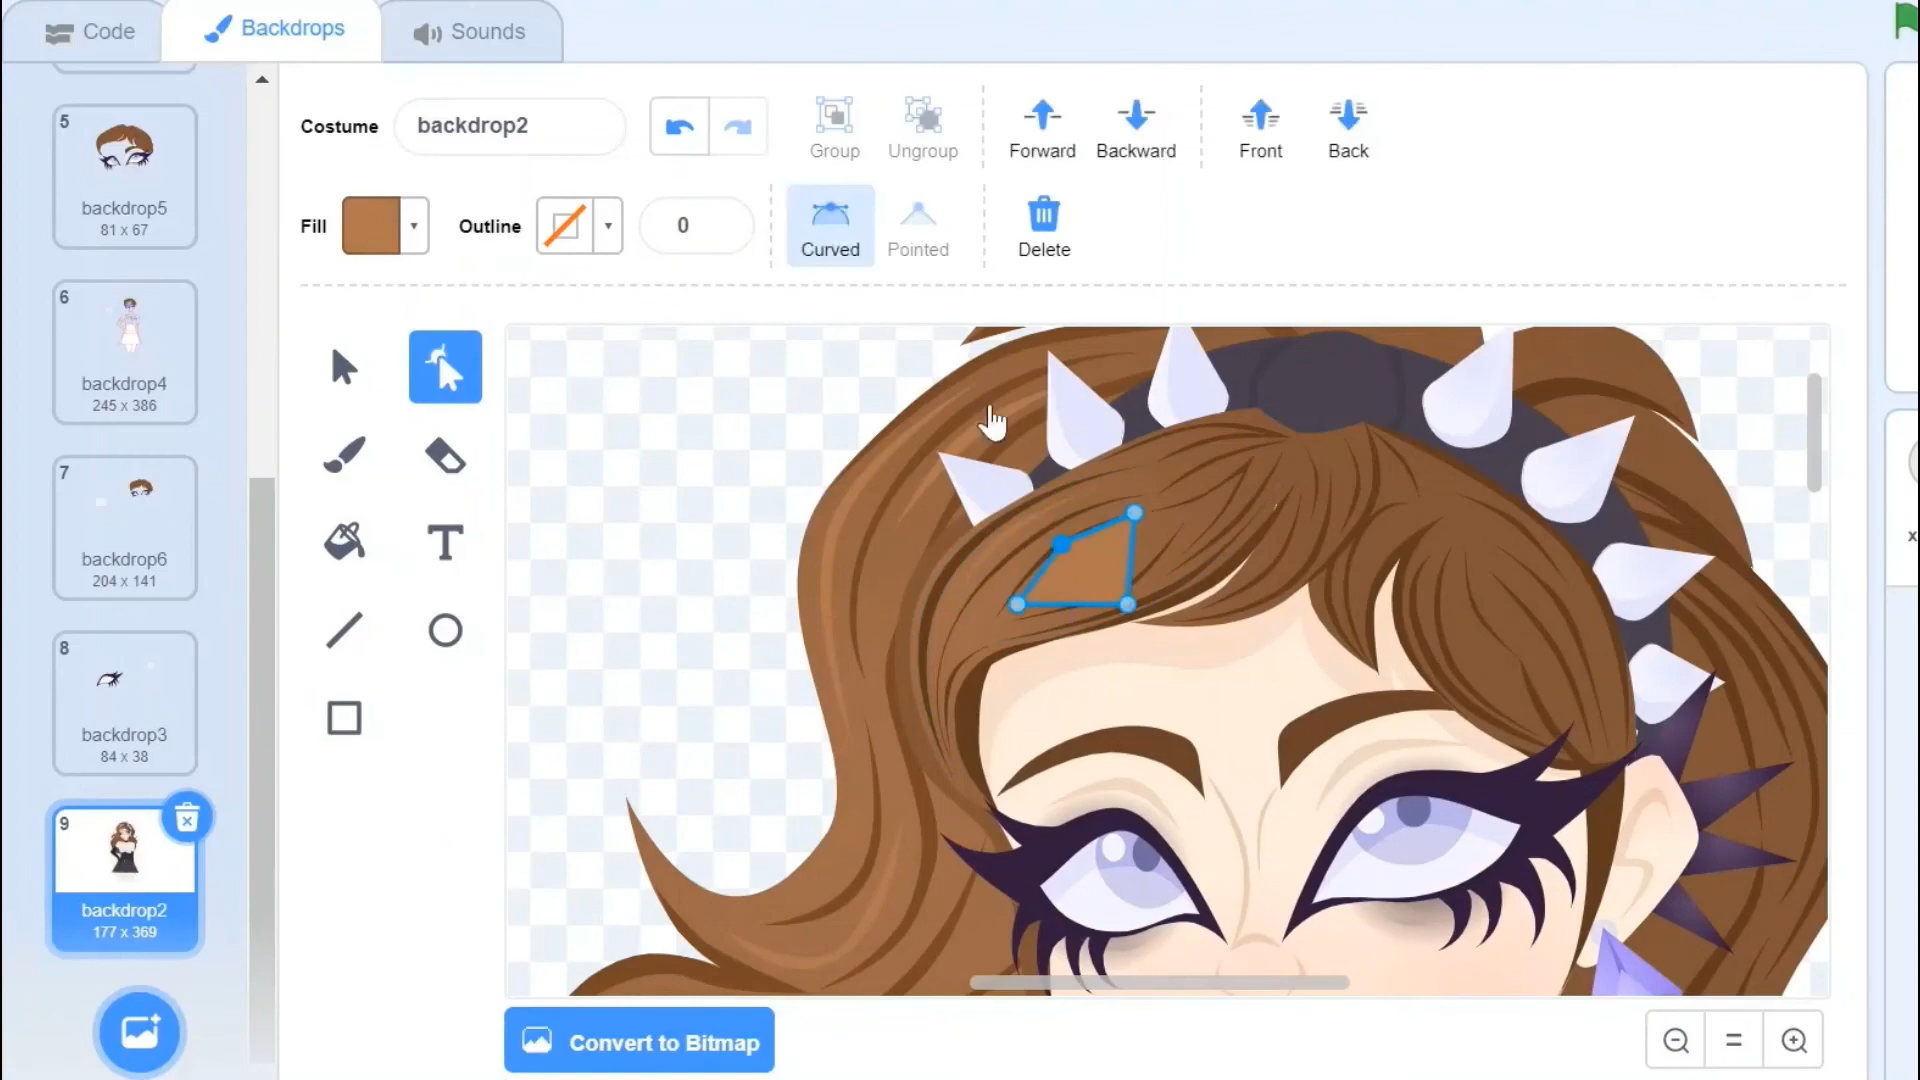 Code
Backdrops
Sounds
Costume
backdrop2
Group
Ungroup
Forward
Backward
Front
Back
Fill
Outline
0
Curved
Pointed
Delete
5
backdrop5
81 x 67
6
backdrop4
245 x 386
7
backdrop6
204 x 141
8
backdrop3
84 x 38
9
backdrop2
177 x 369
T
x
Convert to Bitmap